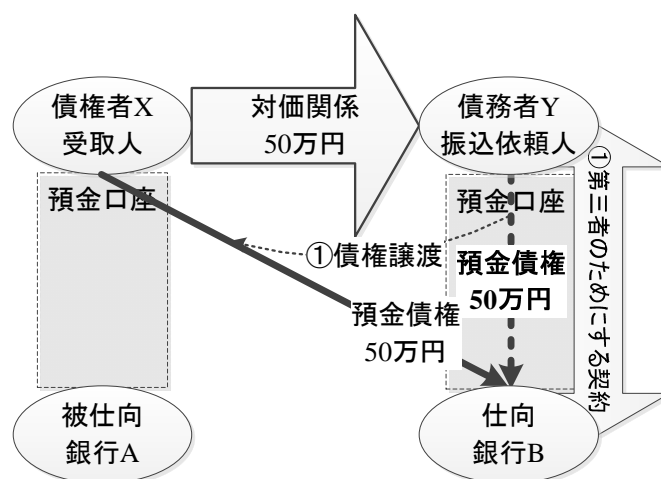 債権者X
受取人
対価関係
50万円
債務者Y
振込依頼人
預金口座
預金口座
①債権譲渡
預金債権
50万円
預金債権
50万円
①第三者のためにする契約
被仕向
銀行A
仕向
銀行B